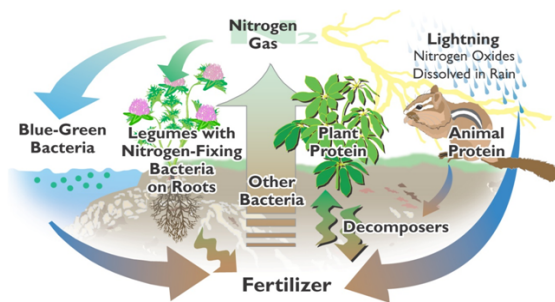 Nitrogen
Gas
N2
Lightning
Nitrogen Oxides
Dissolved in Rain
Blue-Green
Bacteria
Legumes with
Nitrogen-Fixing
Bacteria
on Roots
Plant
Protein
Animal
Protein
Other
Bacteria
Decomposers
Fertilizer